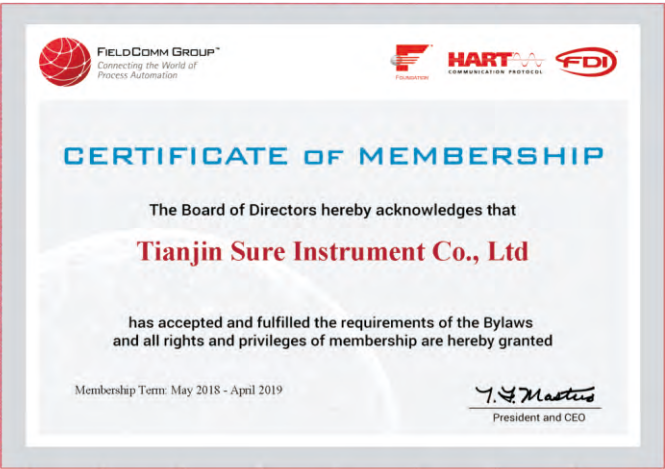 FIELDCOMM GROUP™
Connecting the World of
Process Automation
FOUNDATION
HART
COMMUNICATION PROTOCOL
FDI
CERTIFICATE OF MEMBERSHIP
The Board of Directors hereby acknowledges that
Tianjin Sure Instrument Co., Ltd
has accepted and fulfilled the requirements of the Bylaws
and all rights and privileges of membership are hereby granted
Membership Term: May 2018 - April 2019
T.F. Masters
President and CEO